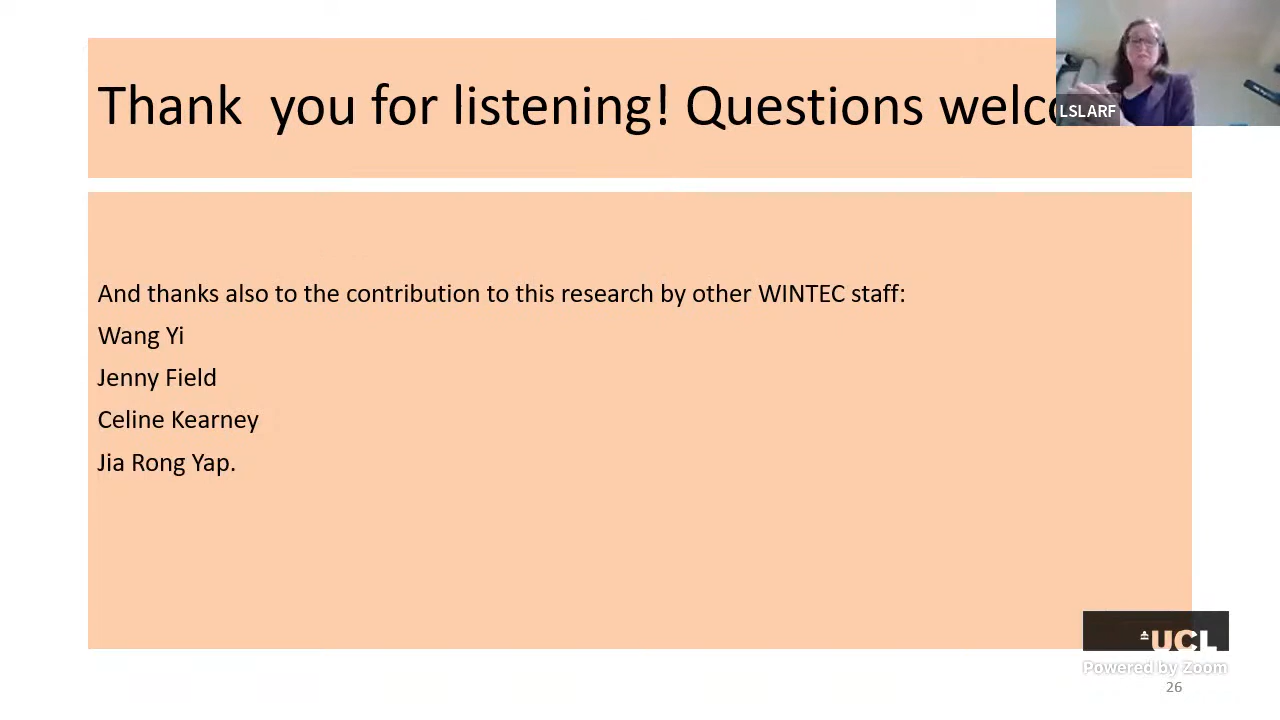 Thank  you for listening! Questions welco
LSLARF
And thanks also to the contribution to this research by other WINTEC staff:
Wang Yi
Jenny Field
Celine Kearney
Jia Rong Yap.
UCL
Powered by Zoom
26